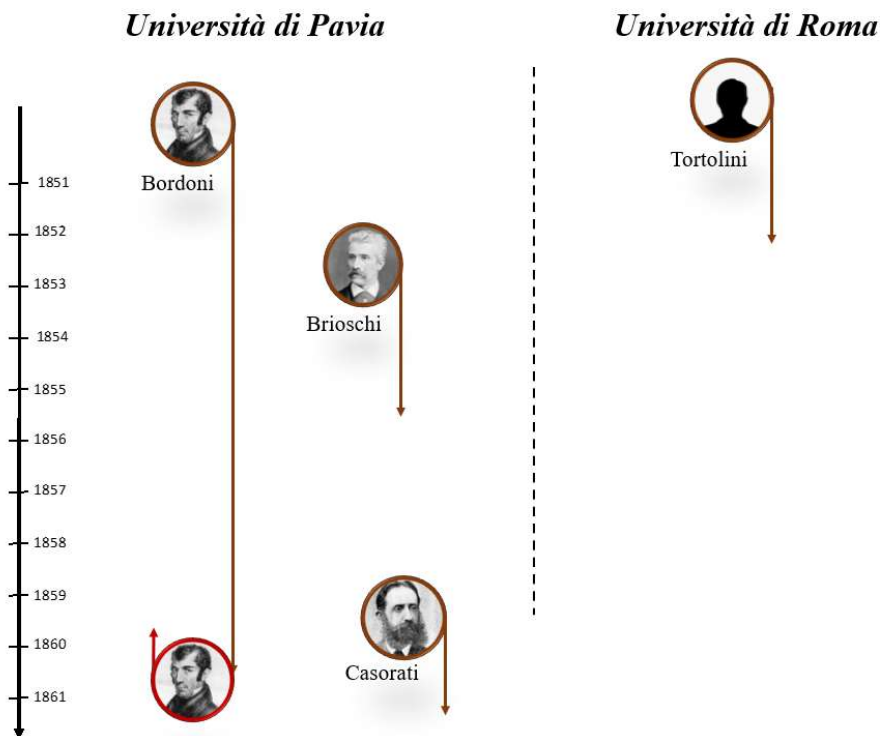 Università di Pavia
Università di Roma
Tortolini
Bordoni
1851
1852
1853
Brioschi
1854
1855
1856
1857
1858
1859
1860
Casorati
1861